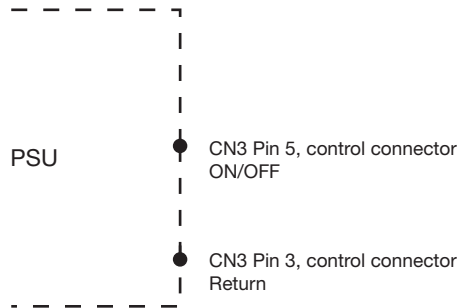 PSU
CN3 Pin 5, control connector
ON/OFF
CN3 Pin 3, control connector
Return